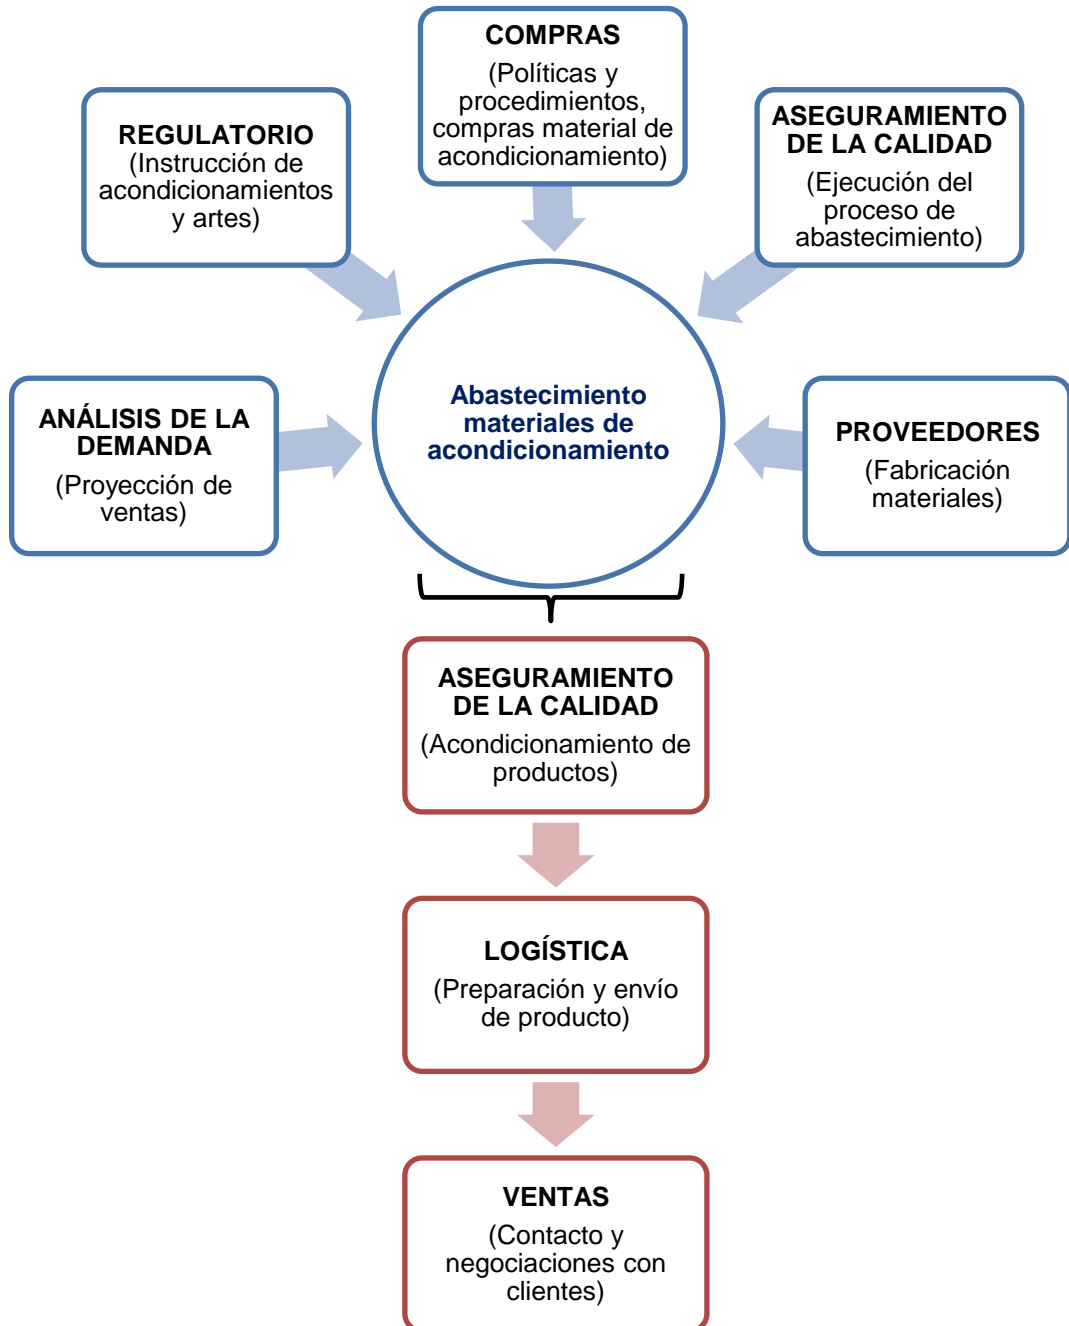 COMPRAS
(Políticas y
procedimientos,
compras material de
acondicionamiento)
REGULATORIO
(Instrucción de
acondicionamientos
y artes)
ASEGURAMIENTO
DE LA CALIDAD
(Ejecución del
proceso de
abastecimiento)
ANÁLISIS DE LA
DEMANDA
(Proyección de
ventas)
Abastecimiento
materiales de
acondicionamiento
PROVEEDORES
(Fabricación
materiales)
ASEGURAMIENTO
DE LA CALIDAD
(Acondicionamiento de
productos)
LOGÍSTICA
(Preparación y envío
de producto)
VENTAS
(Contacto y
negociaciones con
clientes)